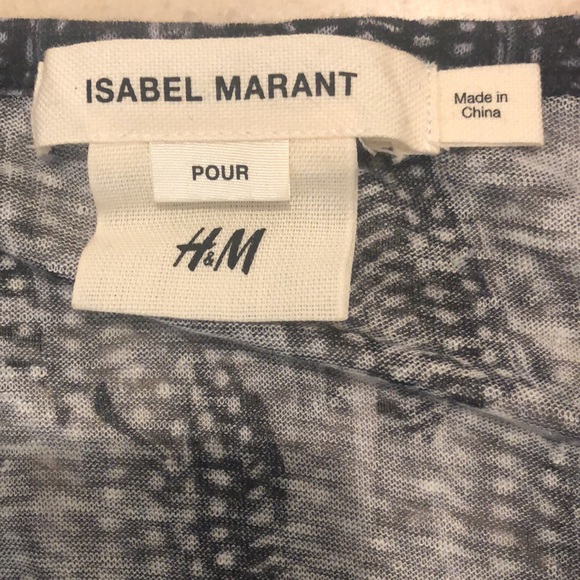 ISABEL MARANT
Made in
China
POUR
H&M